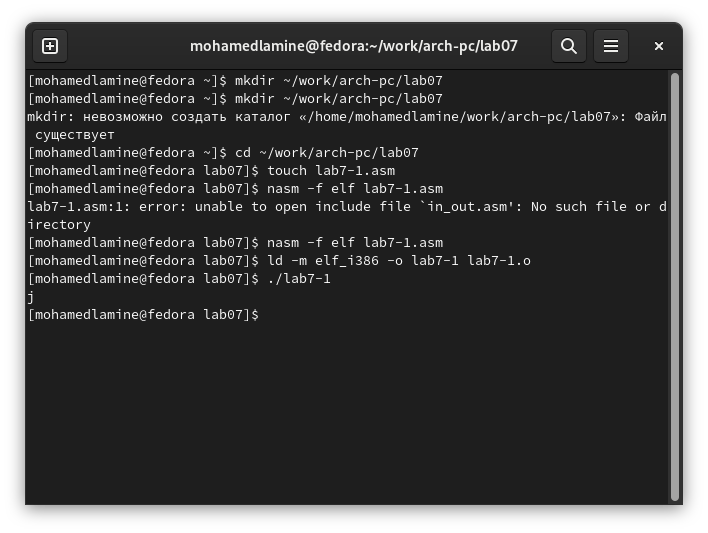 mohamedlamine@fedora:~/work/arch-pc/lab07
[mohamedlamine@fedora ~]$ mkdir ~/work/arch-pc/lab07
[mohamedlamine@fedora ~]$ mkdir ~/work/arch-pc/lab07
mkdir: невозможно создать каталог «/home/mohamedlamine/work/arch-pc/lab07»: Файл
 существует
[mohamedlamine@fedora ~]$ cd ~/work/arch-pc/lab07
[mohamedlamine@fedora lab07]$ touch lab7-1.asm
[mohamedlamine@fedora lab07]$ nasm -f elf lab7-1.asm
lab7-1.asm:1: error: unable to open include file `in_out.asm': No such file or d
irectory
[mohamedlamine@fedora lab07]$ nasm -f elf lab7-1.asm
[mohamedlamine@fedora lab07]$ ld -m elf_i386 -o lab7-1 lab7-1.o
[mohamedlamine@fedora lab07]$ ./lab7-1
j
[mohamedlamine@fedora lab07]$